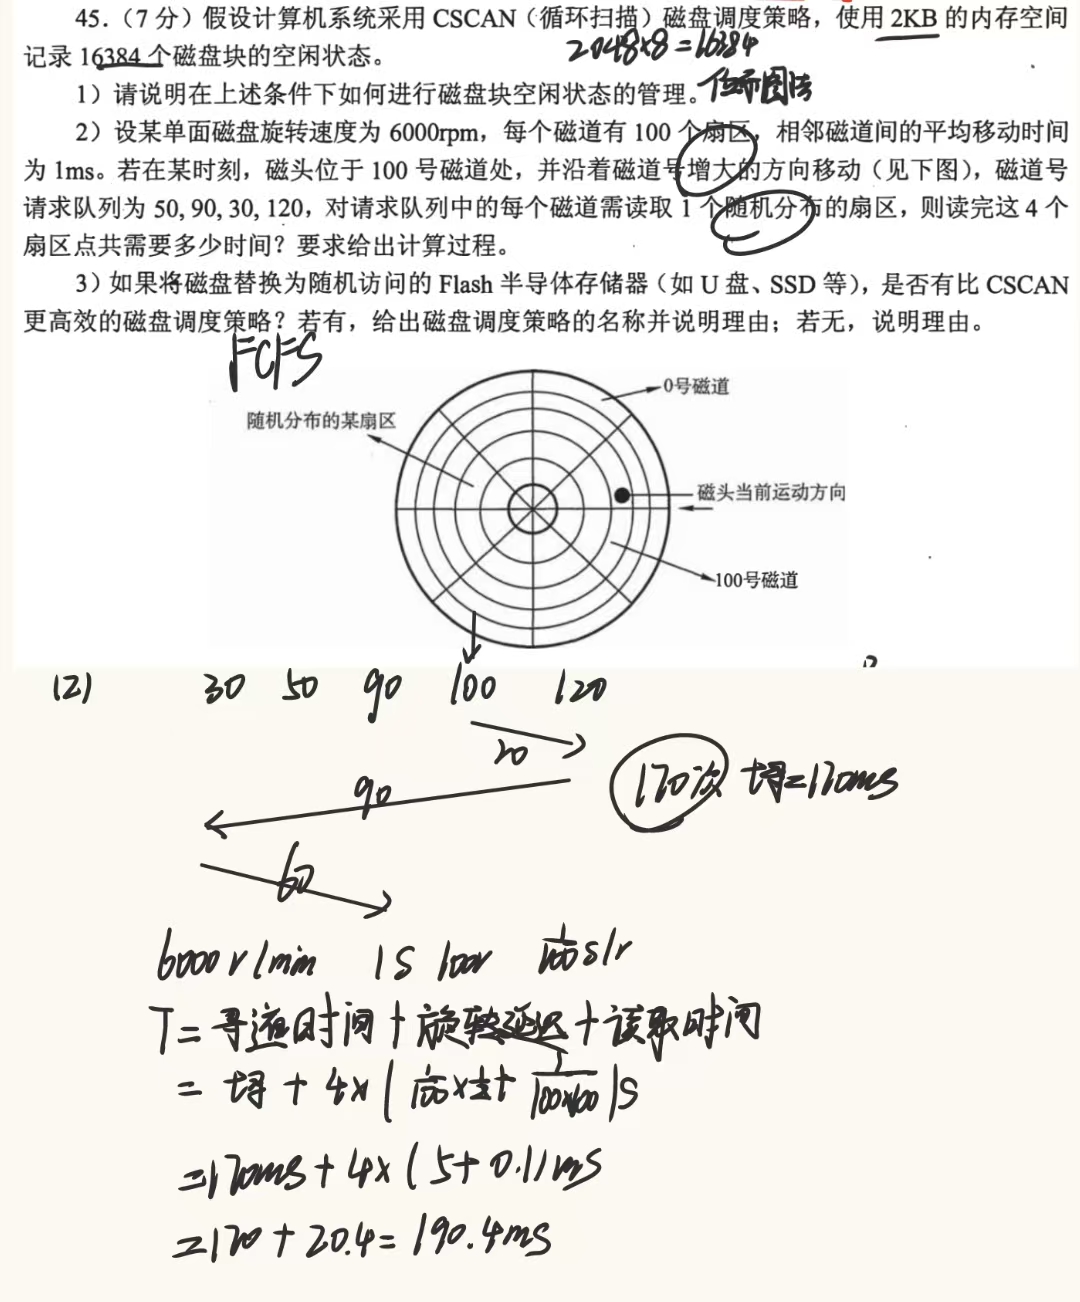 45.（7 分）假设计算机系统采用 CSCAN（循环扫描）磁盘调度策略，使用 2KB 的内存空间
记录 16384 个磁盘块的空闲状态。
2048×8=16384
1）请说明在上述条件下如何进行磁盘块空闲状态的管理。
位示图法
2）设某单面磁盘旋转速度为 6000rpm，每个磁道有 100 个扇区，相邻磁道间的平均移动时间
为 1ms。若在某时刻，磁头位于 100 号磁道处，并沿着磁道号增大的方向移动（见下图），磁道号
请求队列为 50, 90, 30, 120，对请求队列中的每个磁道需读取 1 个随机分布的扇区，则读完这 4 个
扇区点共需要多少时间？要求给出计算过程。
3）如果将磁盘替换为随机访问的 Flash 半导体存储器（如 U 盘、SSD 等），是否有比 CSCAN
更高效的磁盘调度策略？若有，给出磁盘调度策略的名称并说明理由；若无，说明理由。
FCFS
0号磁道
随机分布的某扇区
磁头当前运动方向
100号磁道
(2) 30 50 90 100 120
20
170次 t寻=170ms
90
60
6000r/min 1s 100r 1/100 s/r
T=寻道时间+旋转延迟+读取时间
= t寻 + 4×(1/100×1/2+1/100×100)s
=170ms+4×(5+0.1)ms
=170+20.4=190.4ms